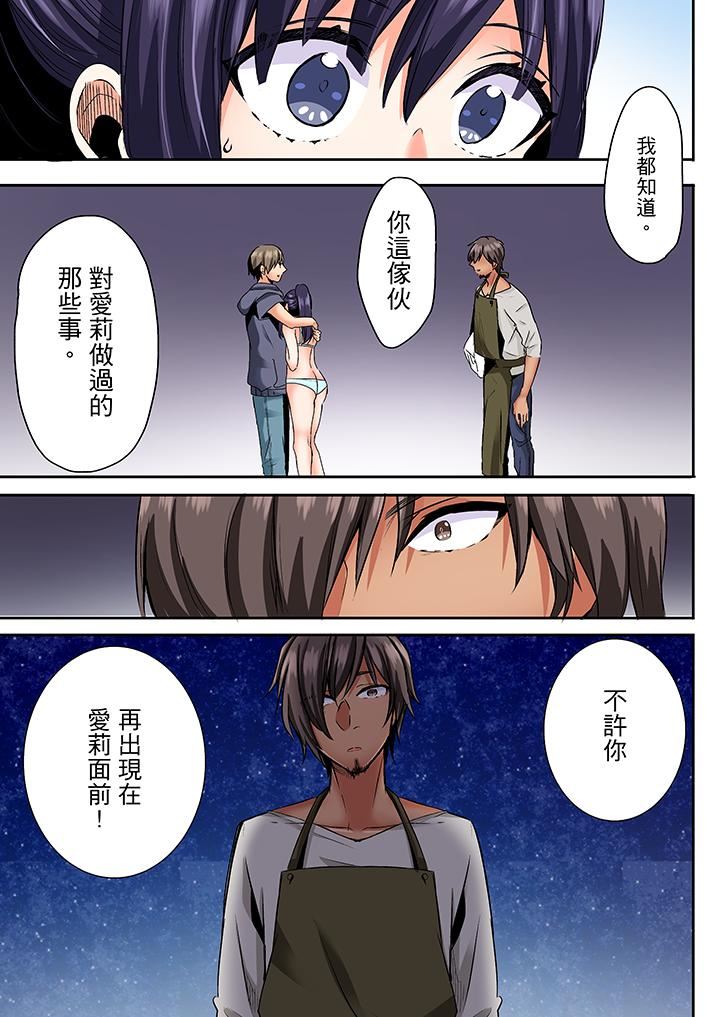 我都知道。
你這傢伙
對愛莉做過的
那些事。
不許你
再出現在
愛莉面前！